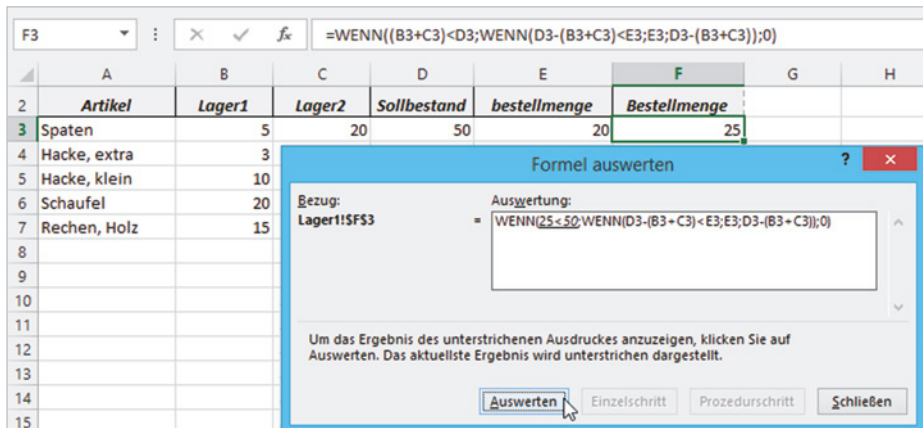 F3 fx =WENN((B3+C3)<D3;WENN(D3-(B3+C3)<E3;E3;D3-(B3+C3));0)
A B C D E F G H
2 Artikel Lager1 Lager2 Sollbestand bestellmenge Bestellmenge
3 Spaten 5 20 50 20 25
4 Hacke, extra 3
5 Hacke, klein 10
6 Schaufel 20
7 Rechen, Holz 15
8
9
10
11
12
13
14
15
Formel auswerten ?
Bezug: Auswertung:
Lager1!$F$3 = WENN(25<50;WENN(D3-(B3+C3)<E3;E3;D3-(B3+C3));0)
Um das Ergebnis des unterstrichenen Ausdruckes anzuzeigen, klicken Sie auf
Auswerten. Das aktuellste Ergebnis wird unterstrichen dargestellt.
Auswerten Einzelschritt Prozedurschritt Schließen